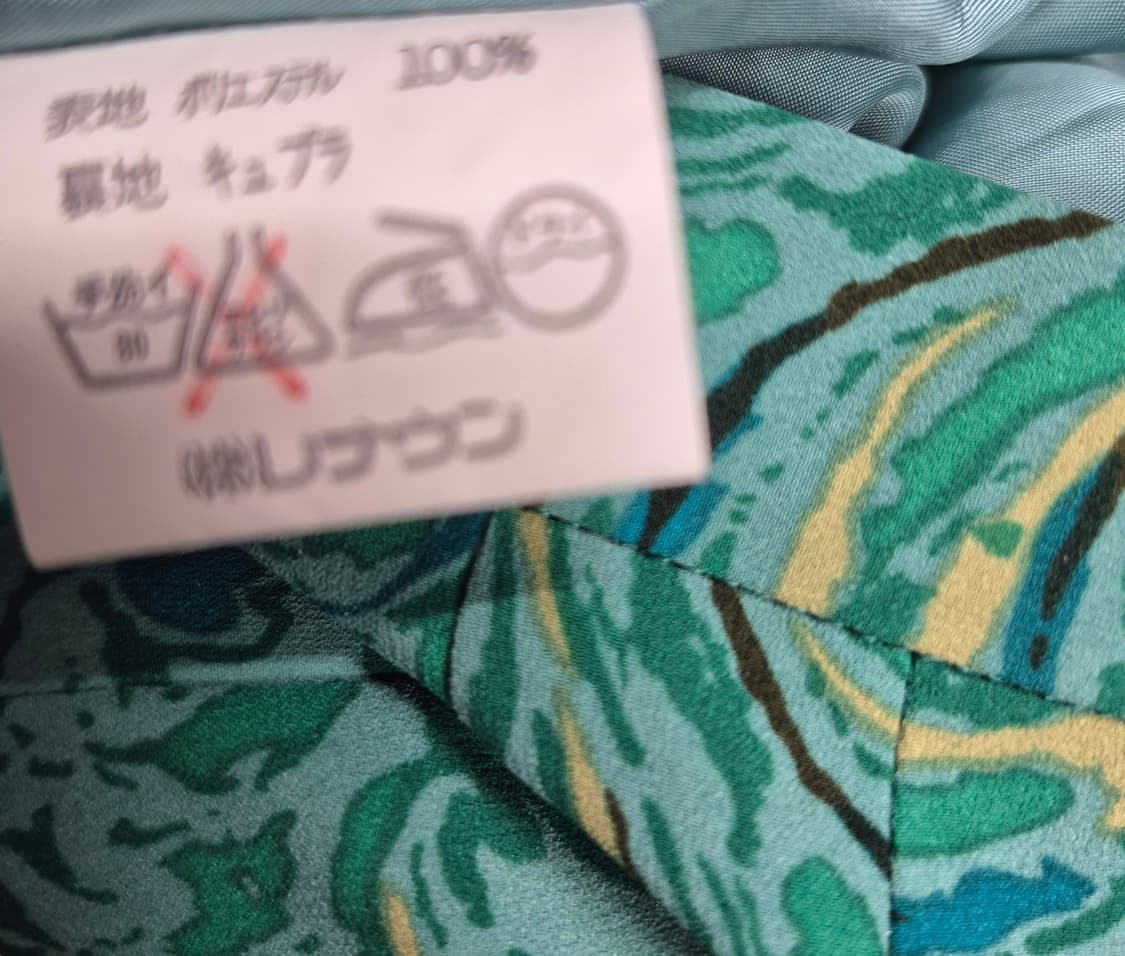 表地 ポリエステル 100%
裏地 キュプラ
手洗イ
30
ドライ
㈱レナウン